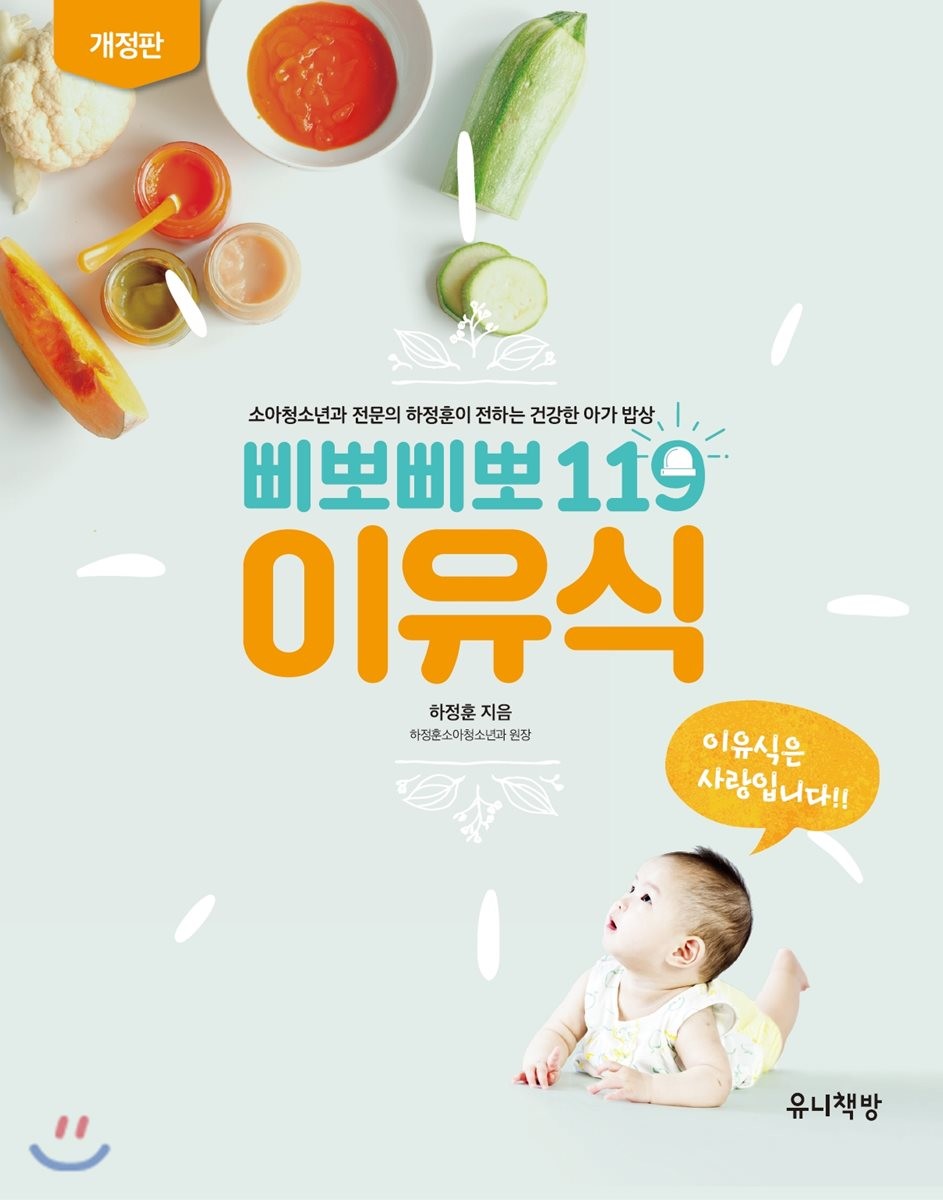 개정판
소아청소년과 전문의 하정훈이 전하는 건강한 아가 밥상
삐뽀삐뽀 119
이유식
하정훈 지음
하정훈소아청소년과 원장
이유식은
사랑입니다!!
유니책방